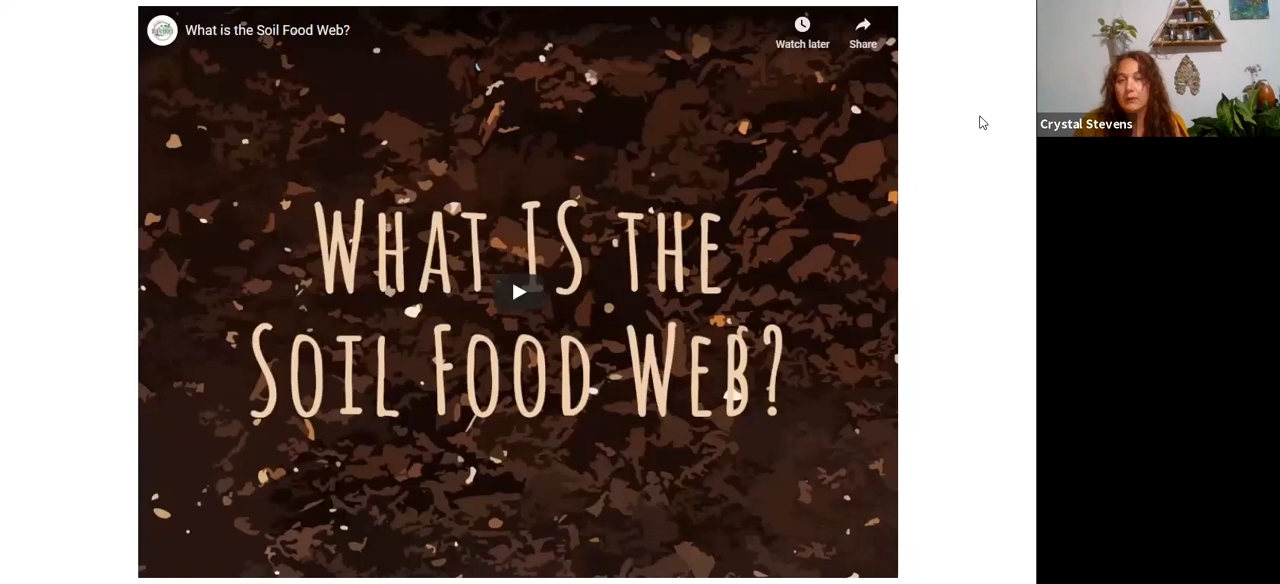 What is the Soil Food Web?
Watch later
Share
WHAT IS THE
SOIL FOOD WEB?
Crystal Stevens